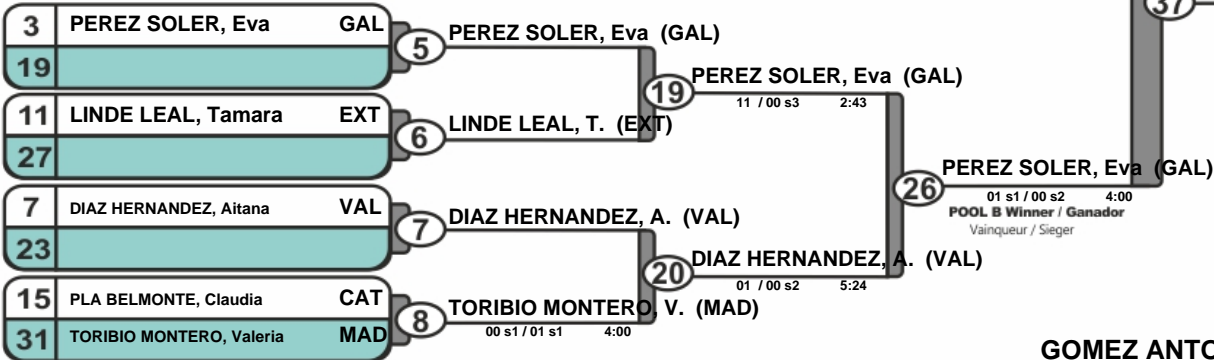 37
3 PEREZ SOLER, Eva GAL
19
5
PEREZ SOLER, Eva (GAL)
11 LINDE LEAL, Tamara EXT
27
6
LINDE LEAL, T. (EXT)
19
PEREZ SOLER, Eva (GAL)
11 / 00 s3 2:43
7 DIAZ HERNANDEZ, Aitana VAL
23
7
DIAZ HERNANDEZ, A. (VAL)
15 PLA BELMONTE, Claudia CAT
31 TORIBIO MONTERO, Valeria MAD
8
TORIBIO MONTERO, V. (MAD)
00 s1 / 01 s1 4:00
20
DIAZ HERNANDEZ, A. (VAL)
01 / 00 s2 5:24
26
PEREZ SOLER, Eva (GAL)
01 s1 / 00 s2 4:00
POOL B Winner / Ganador
Vainqueur / Sieger